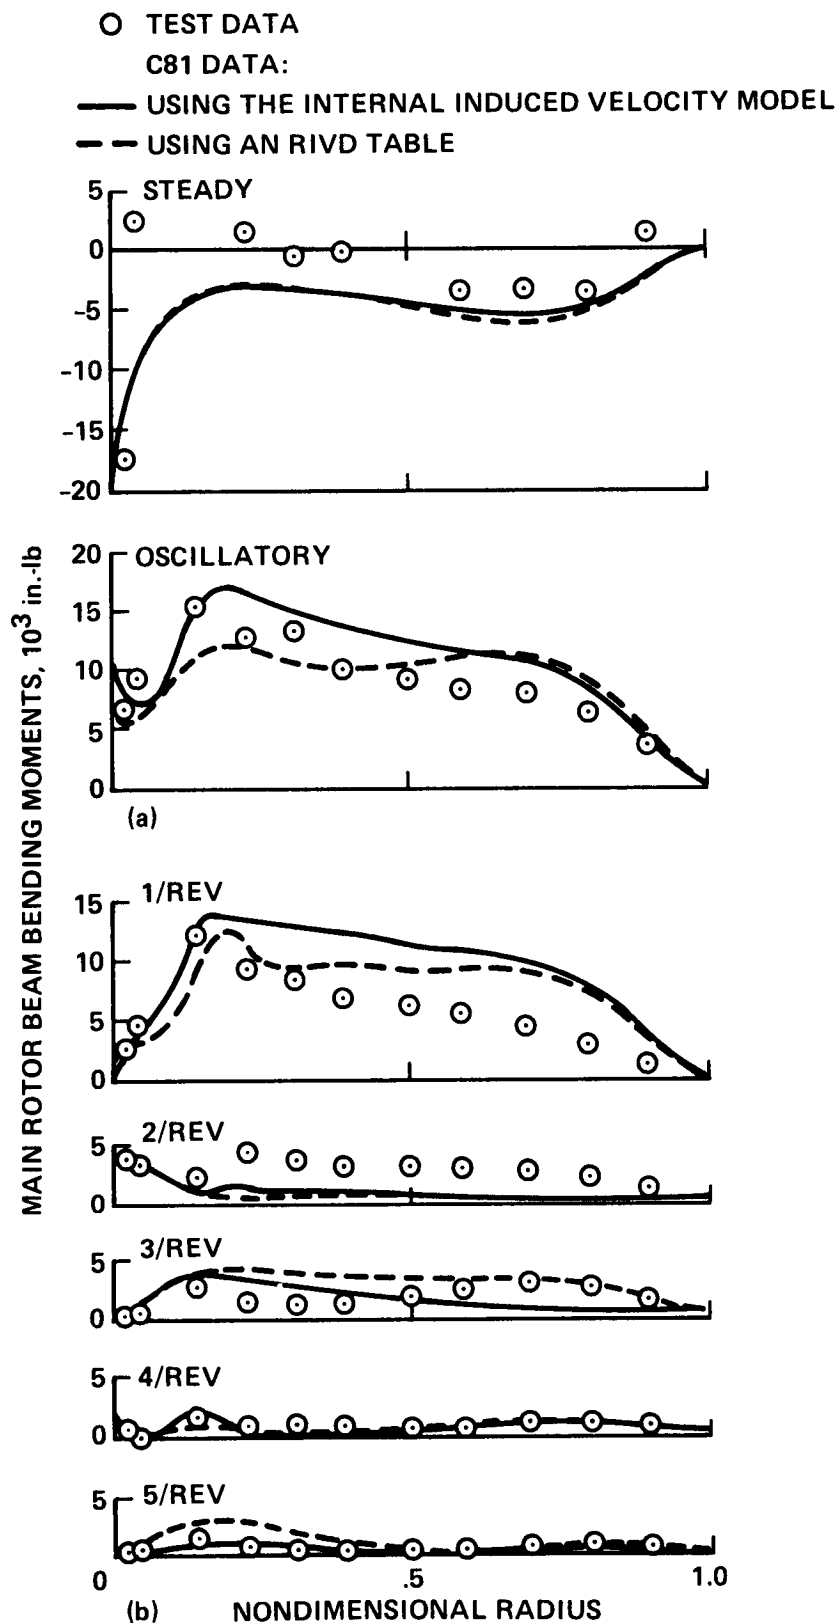 TEST DATA
C81 DATA:
USING THE INTERNAL INDUCED VELOCITY MODEL
USING AN RIVD TABLE
MAIN ROTOR BEAM BENDING MOMENTS, 10³ in.-lb
STEADY
5
0
-5
-10
-15
-20
OSCILLATORY
20
15
10
5
0
(a)
1/REV
15
10
5
0
2/REV
5
0
3/REV
5
0
4/REV
5
0
5/REV
5
0
0 .5 1.0
(b) NONDIMENSIONAL RADIUS